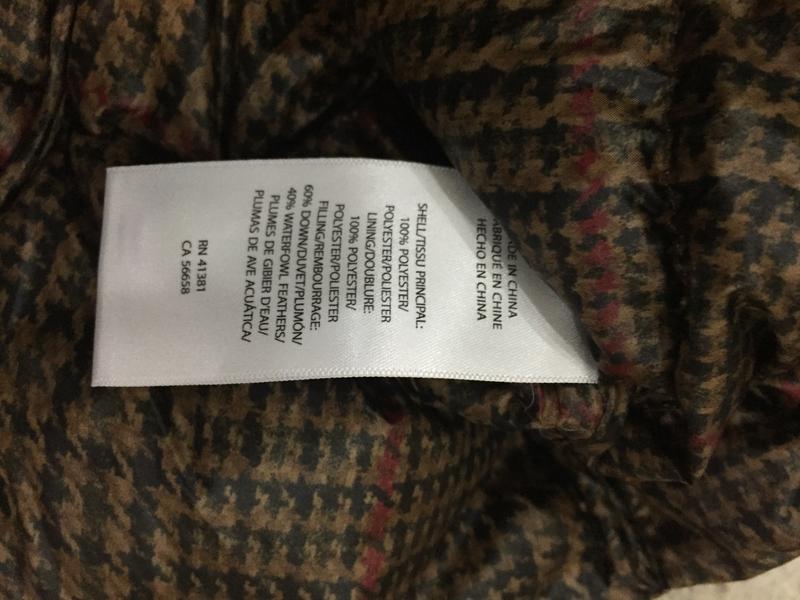 MADE IN CHINA
FABRIQUÉ EN CHINE
HECHO EN CHINA
SHELL/TISSU PRINCIPAL:
100% POLYESTER/
POLYESTER/POLIESTER
LINING/DOUBLURE:
100% POLYESTER/
POLYESTER/POLIESTER
FILLING/REMBOURRAGE:
60% DOWN/DUVET/PLUMÓN/
40% WATERFOWL FEATHERS/
PLUMES DE GIBIER D'EAU/
PLUMAS DE AVE ACUÁTICA/
RN 41381
CA 56658